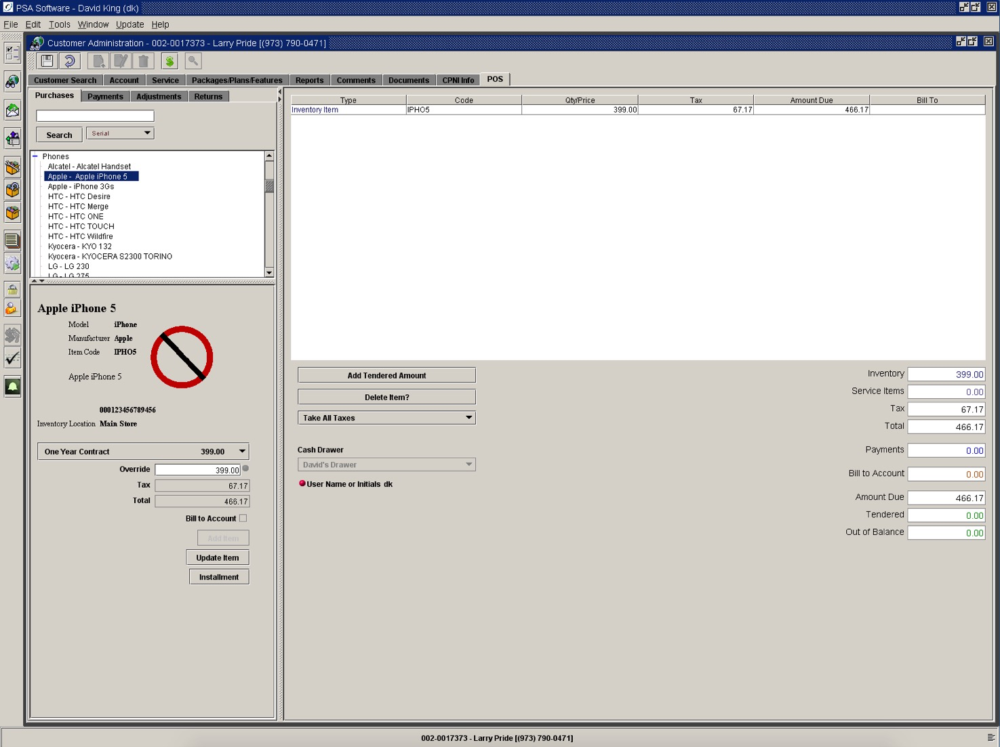 PSA Software - David King (dk)
File Edit Tools Window Update Help
Customer Administration - 002-0017373 - Larry Pride [(973) 790-0471]
Customer Search Account Service Packages/Plans/Features Reports Comments Documents CPNI Info POS
Purchases Payments Adjustments Returns
Search Serial
Phones
Alcatel - Alcatel Handset
Apple - Apple iPhone 5
Apple - iPhone 3Gs
HTC - HTC Desire
HTC - HTC Merge
HTC - HTC ONE
HTC - HTC TOUCH
HTC - HTC Wildfire
Kyocera - KYO 132
Kyocera - KYOCERA S2300 TORINO
LG - LG 230
LG - LG 275
Apple iPhone 5
Model iPhone
Manufacturer Apple
Item Code IPHO5
Apple iPhone 5
000123456789456
Inventory Location Main Store
One Year Contract 399.00
Override 399.00
Tax 67.17
Total 466.17
Bill to Account
Add Item
Update Item
Installment
Type Code Qty/Price Tax Amount Due Bill To
Inventory Item IPHO5 399.00 67.17 466.17
Add Tendered Amount
Delete Item?
Take All Taxes
Cash Drawer
David's Drawer
User Name or Initials dk
Inventory 399.00
Service Items 0.00
Tax 67.17
Total 466.17
Payments 0.00
Bill to Account 0.00
Amount Due 466.17
Tendered 0.00
Out of Balance 0.00
002-0017373 - Larry Pride [(973) 790-0471]